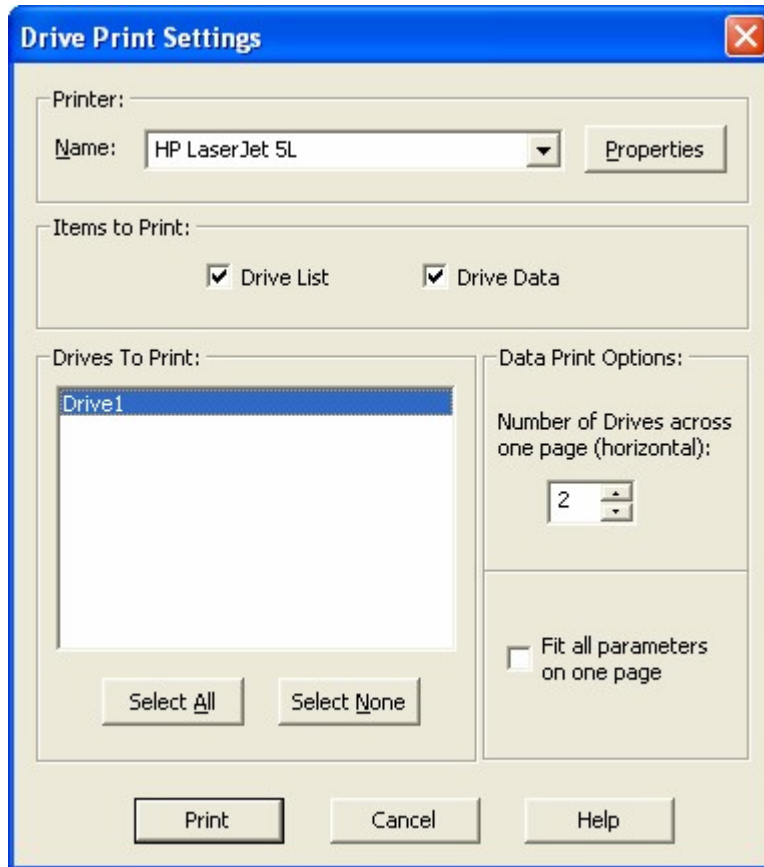 Drive Print Settings
Printer:
Name: HP LaserJet 5L Properties
Items to Print:
Drive List Drive Data
Drives To Print:
Drive1
Select All Select None
Data Print Options:
Number of Drives across
one page (horizontal):
2
Fit all parameters
on one page
Print Cancel Help